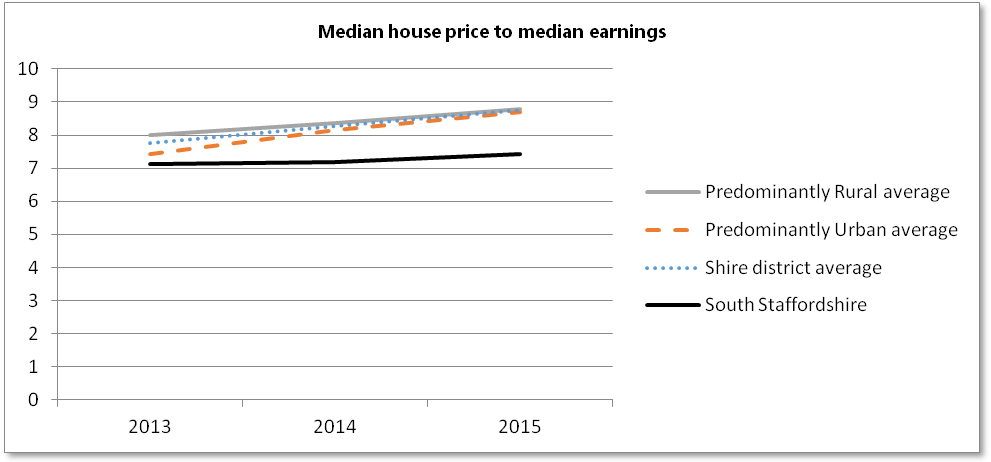 Median house price to median earnings
10
9
8
7
6
5
4
3
2
1
0
2013 2014 2015
Predominantly Rural average
Predominantly Urban average
Shire district average
South Staffordshire